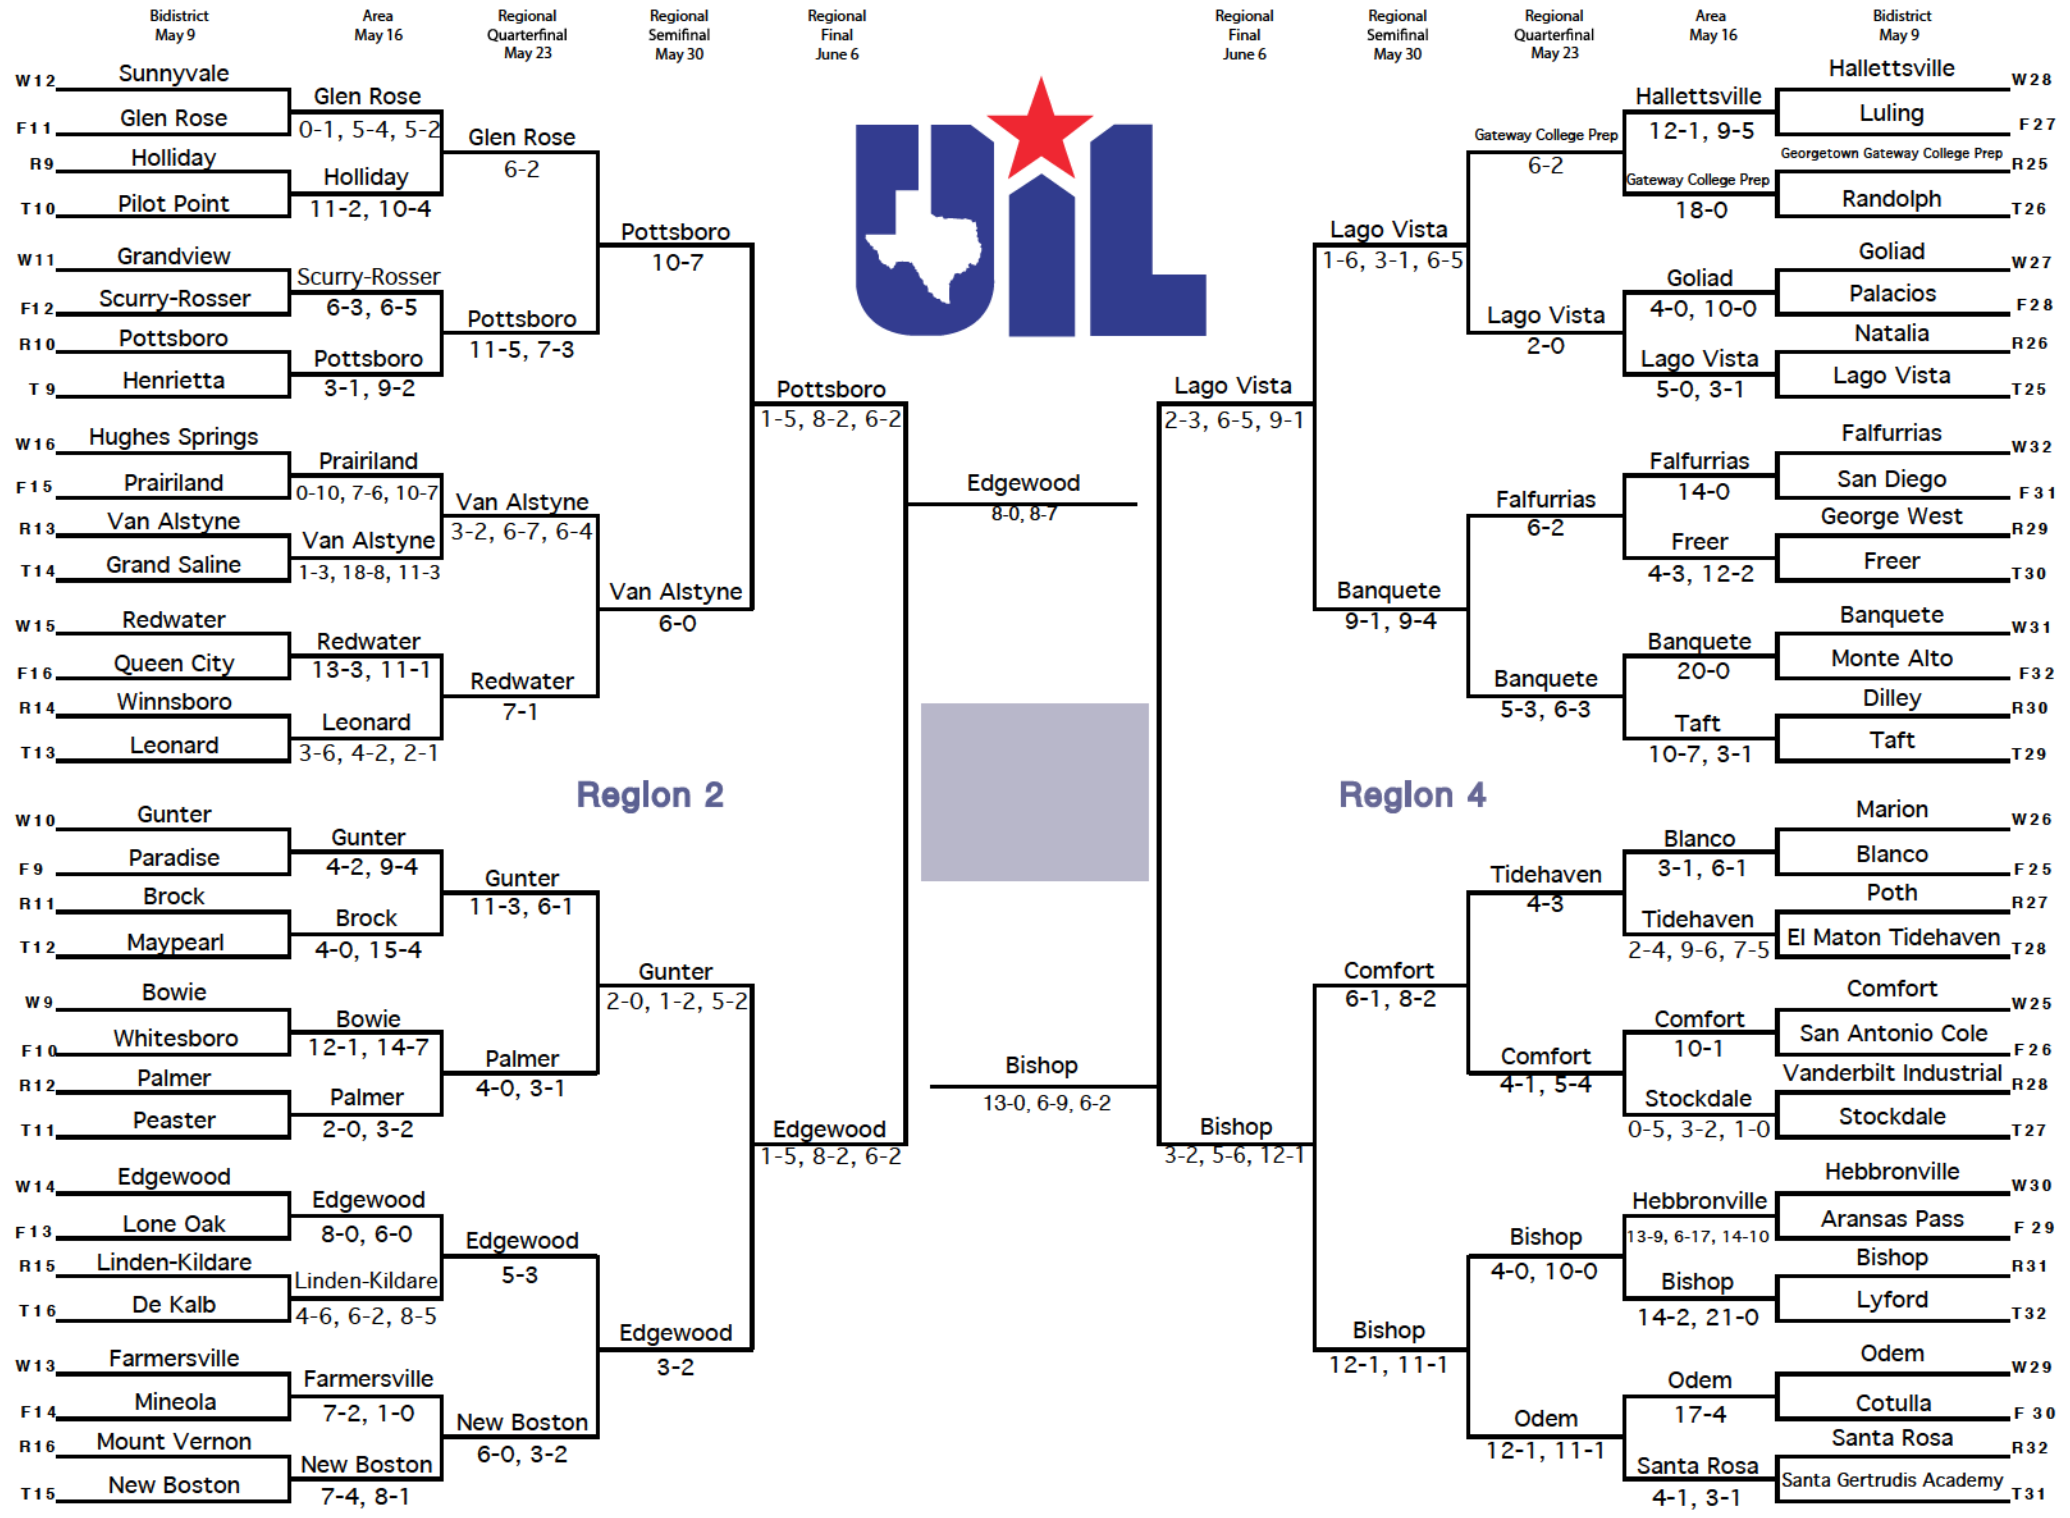 Bidistrict
May 9
Area
May 16
Regional
Quarterfinal
May 23
Regional
Semifinal
May 30
Regional
Final
June 6
Regional
Final
June 6
Regional
Semifinal
May 30
Regional
Quarterfinal
May 23
Area
May 16
Bidistrict
May 9
W12 Sunnyvale
F11 Glen Rose
R9 Holliday
T10 Pilot Point
W11 Grandview
F12 Scurry-Rosser
R10 Pottsboro
T9 Henrietta
W16 Hughes Springs
F15 Prairiland
R13 Van Alstyne
T14 Grand Saline
W15 Redwater
F16 Queen City
R14 Winnsboro
T13 Leonard
W10 Gunter
F9 Paradise
R11 Brock
T12 Maypearl
W9 Bowie
F10 Whitesboro
R12 Palmer
T11 Peaster
W14 Edgewood
F13 Lone Oak
R15 Linden-Kildare
T16 De Kalb
W13 Farmersville
F14 Mineola
R16 Mount Vernon
T15 New Boston
Glen Rose
0-1, 5-4, 5-2
Holliday
11-2, 10-4
Scurry-Rosser
6-3, 6-5
Pottsboro
3-1, 9-2
Prairiland
0-10, 7-6, 10-7
Van Alstyne
1-3, 18-8, 11-3
Redwater
13-3, 11-1
Leonard
3-6, 4-2, 2-1
Gunter
4-2, 9-4
Brock
4-0, 15-4
Bowie
12-1, 14-7
Palmer
2-0, 3-2
Edgewood
8-0, 6-0
Linden-Kildare
4-6, 6-2, 8-5
Farmersville
7-2, 1-0
New Boston
7-4, 8-1
Glen Rose
6-2
Pottsboro
11-5, 7-3
Van Alstyne
3-2, 6-7, 6-4
Redwater
7-1
Gunter
11-3, 6-1
Palmer
4-0, 3-1
Edgewood
5-3
New Boston
6-0, 3-2
Pottsboro
10-7
Van Alstyne
6-0
Region 2
Gunter
2-0, 1-2, 5-2
Edgewood
3-2
Pottsboro
1-5, 8-2, 6-2
Edgewood
1-5, 8-2, 6-2
UIL
Edgewood
8-0, 8-7
Bishop
13-0, 6-9, 6-2
Lago Vista
2-3, 6-5, 9-1
Bishop
3-2, 5-6, 12-1
Lago Vista
1-6, 3-1, 6-5
Banquete
9-1, 9-4
Region 4
Comfort
6-1, 8-2
Bishop
12-1, 11-1
Gateway College Prep
6-2
Lago Vista
2-0
Falfurrias
6-2
Banquete
5-3, 6-3
Tidehaven
4-3
Comfort
4-1, 5-4
Bishop
4-0, 10-0
Odem
12-1, 11-1
Hallettsville
12-1, 9-5
Gateway College Prep
18-0
Goliad
4-0, 10-0
Lago Vista
5-0, 3-1
Falfurrias
14-0
Freer
4-3, 12-2
Banquete
20-0
Taft
10-7, 3-1
Blanco
3-1, 6-1
Tidehaven
2-4, 9-6, 7-5
Comfort
10-1
Stockdale
0-5, 3-2, 1-0
Hebbronville
13-9, 6-17, 14-10
Bishop
14-2, 21-0
Odem
17-4
Santa Rosa
4-1, 3-1
Hallettsville W28
Luling F27
Georgetown Gateway College Prep R25
Randolph T26
Goliad W27
Palacios F28
Natalia R26
Lago Vista T25
Falfurrias W32
San Diego F31
George West R29
Freer T30
Banquete W31
Monte Alto F32
Dilley R30
Taft T29
Marion W26
Blanco F25
Poth R27
El Maton Tidehaven T28
Comfort W25
San Antonio Cole F26
Vanderbilt Industrial R28
Stockdale T27
Hebbronville W30
Aransas Pass F29
Bishop R31
Lyford T32
Odem W29
Cotulla F30
Santa Rosa R32
Santa Gertrudis Academy T31